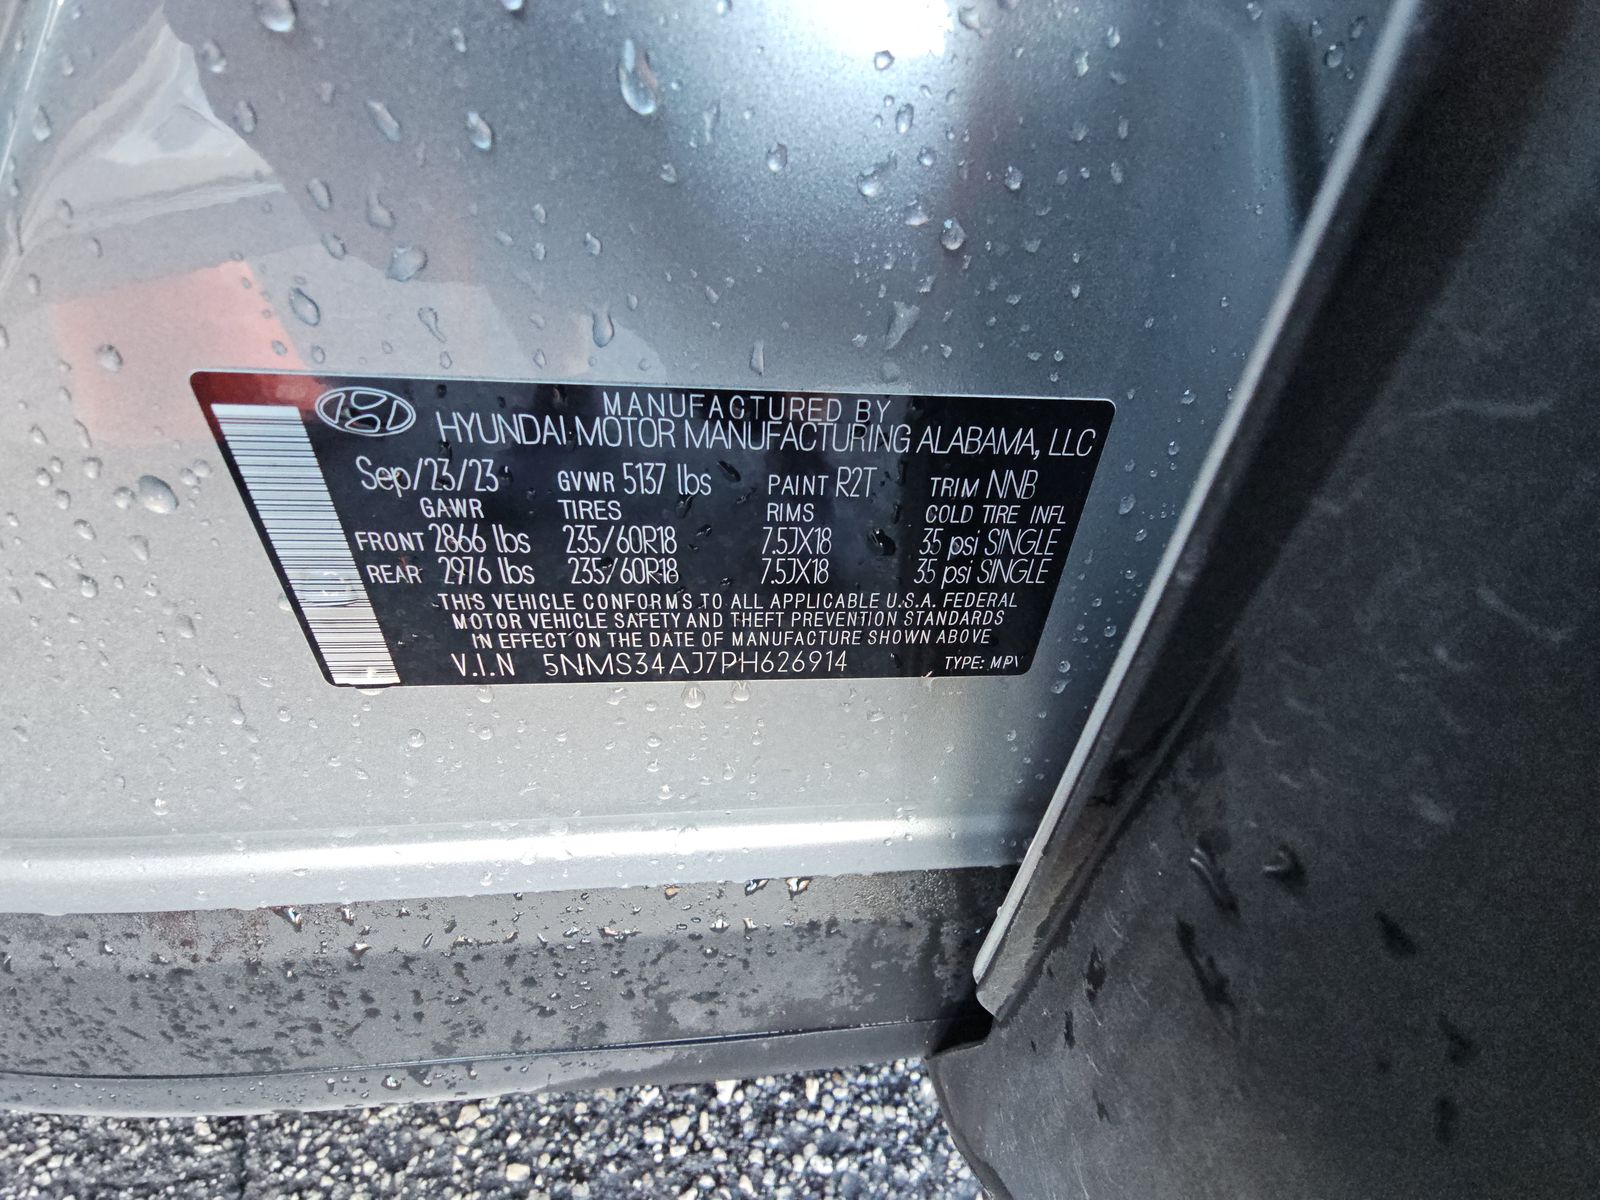 MANUFACTURED BY
HYUNDAI MOTOR MANUFACTURING ALABAMA, LLC
Sep/23/23 GVWR 5137 lbs PAINT R2T TRIM NNB
GAWR TIRES RIMS COLD TIRE INFL
FRONT 2866 lbs 235/60R18 7.5JX18 35 psi SINGLE
REAR 2976 lbs 235/60R18 7.5JX18 35 psi SINGLE
THIS VEHICLE CONFORMS TO ALL APPLICABLE U.S.A. FEDERAL
MOTOR VEHICLE SAFETY AND THEFT PREVENTION STANDARDS
IN EFFECT ON THE DATE OF MANUFACTURE SHOWN ABOVE
V.I.N 5NMS34AJ7PH626914 TYPE: MPV